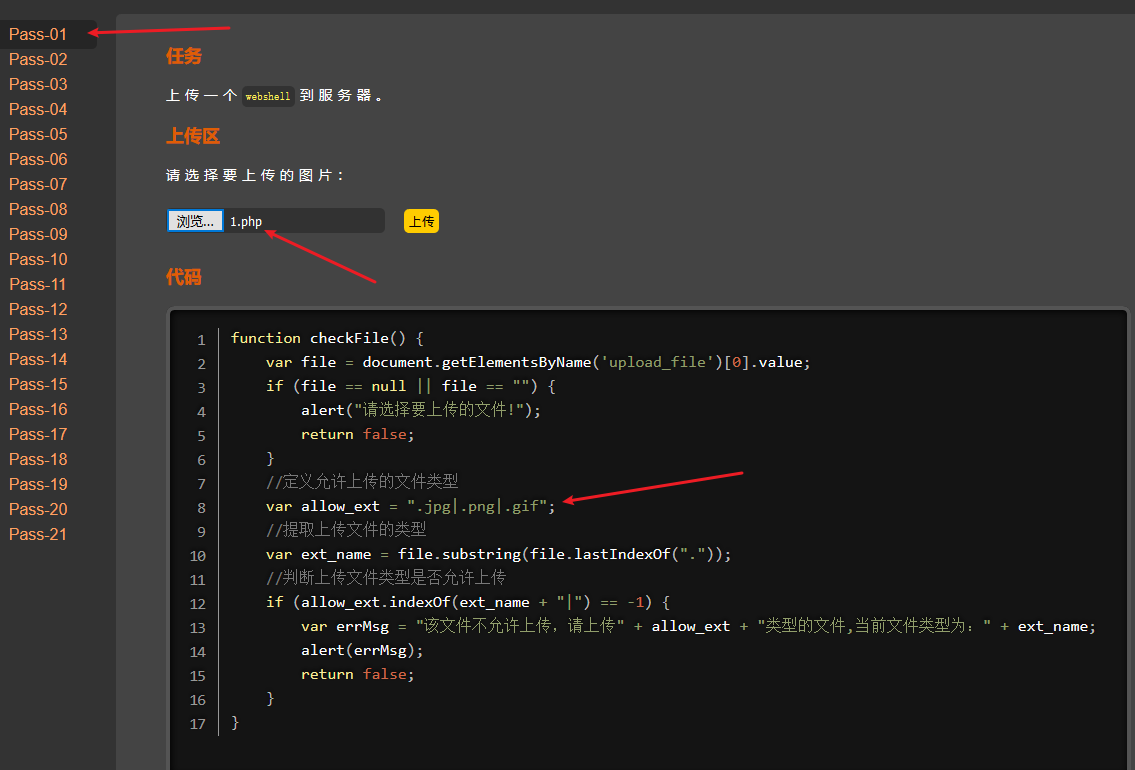 Pass-01
Pass-02
Pass-03
Pass-04
Pass-05
Pass-06
Pass-07
Pass-08
Pass-09
Pass-10
Pass-11
Pass-12
Pass-13
Pass-14
Pass-15
Pass-16
Pass-17
Pass-18
Pass-19
Pass-20
Pass-21
任务
上传一个 webshell 到服务器。
上传区
请选择要上传的图片：
浏览... 1.php 上传
代码
1 function checkFile() {
2     var file = document.getElementsByName('upload_file')[0].value;
3     if (file == null || file == "") {
4         alert("请选择要上传的文件!");
5         return false;
6     }
7     //定义允许上传的文件类型
8     var allow_ext = ".jpg|.png|.gif";
9     //提取上传文件的类型
10     var ext_name = file.substring(file.lastIndexOf("."));
11     //判断上传文件类型是否允许上传
12     if (allow_ext.indexOf(ext_name + "|") == -1) {
13         var errMsg = "该文件不允许上传，请上传" + allow_ext + "类型的文件,当前文件类型为：" + ext_name;
14         alert(errMsg);
15         return false;
16     }
17 }